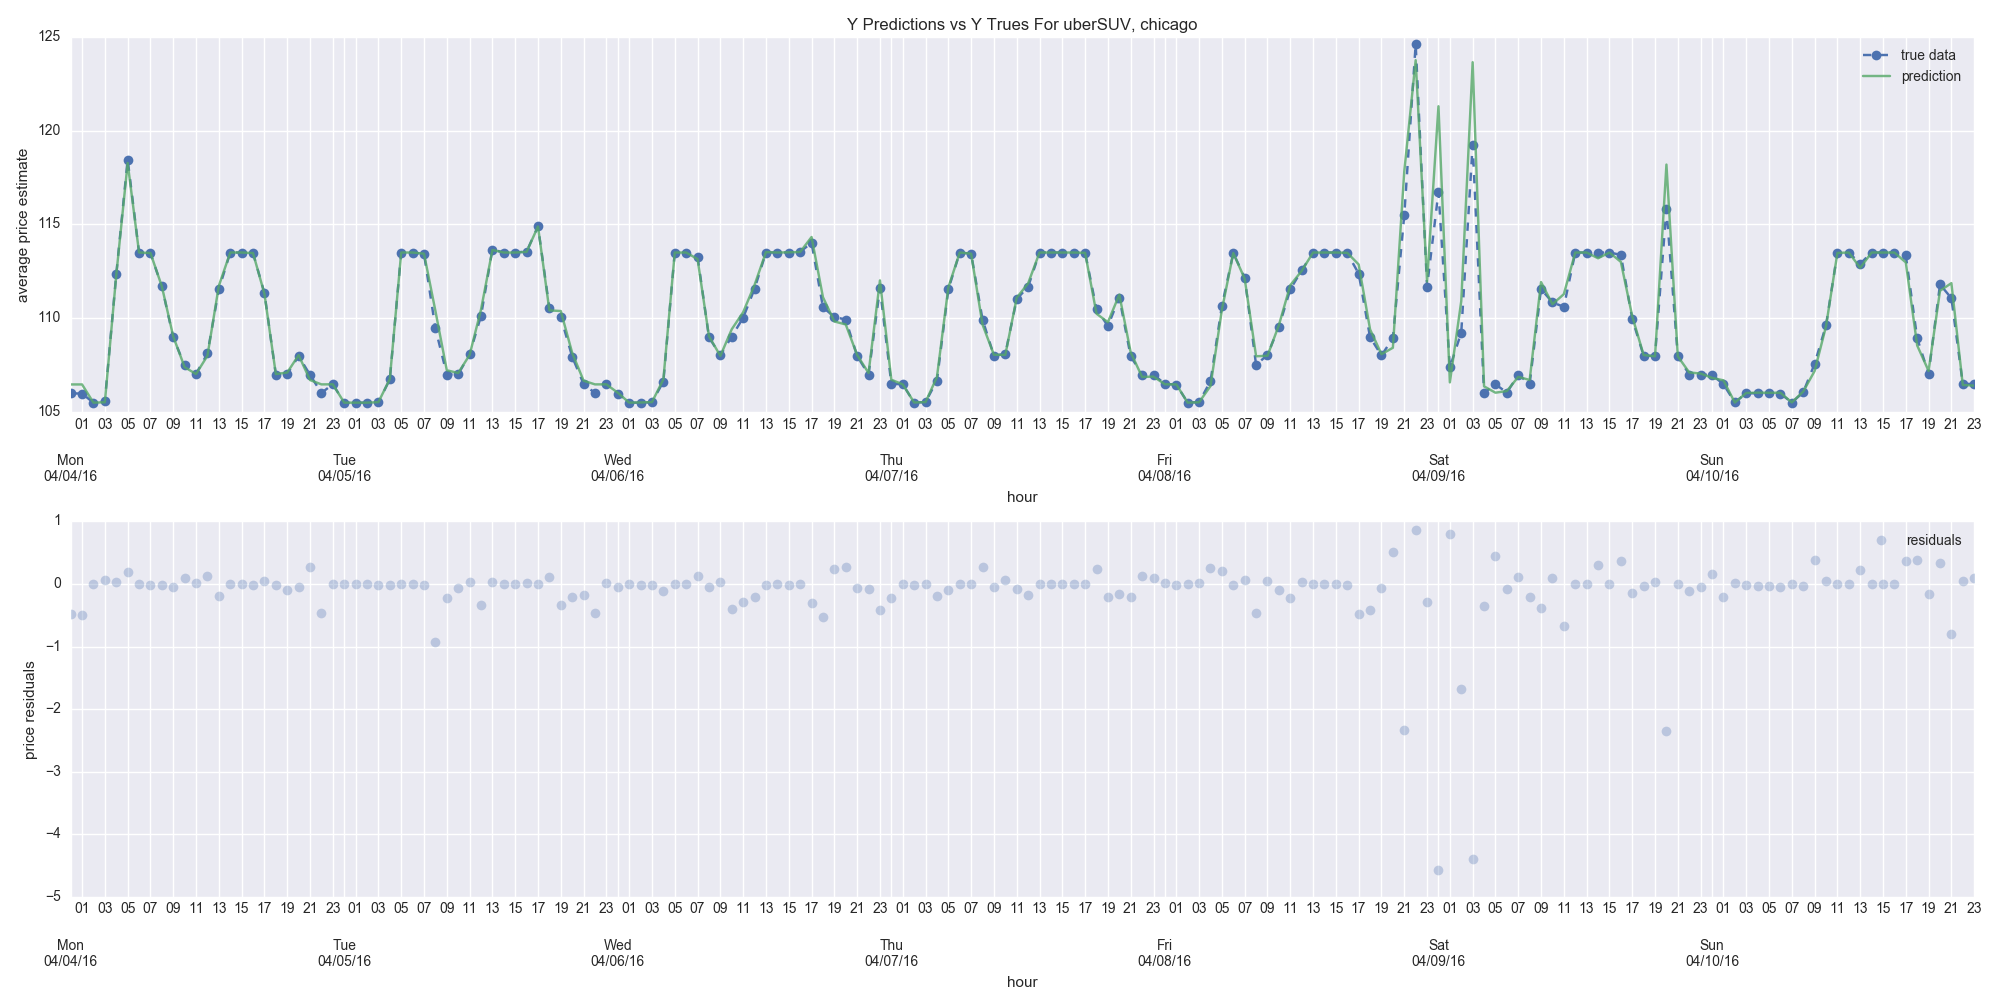 Y Predictions vs Y Trues For uberSUV, chicago
125
120
115
110
105
average price estimate
true data
prediction
01 03 05 07 09 11 13 15 17 19 21 23 01 03 05 07 09 11 13 15 17 19 21 23 01 03 05 07 09 11 13 15 17 19 21 23 01 03 05 07 09 11 13 15 17 19 21 23 01 03 05 07 09 11 13 15 17 19 21 23 01 03 05 07 09 11 13 15 17 19 21 23 01 03 05 07 09 11 13 15 17 19 21 23
Mon Tue Wed Thu Fri Sat Sun
04/04/16 04/05/16 04/06/16 04/07/16 04/08/16 04/09/16 04/10/16
hour
1
0
−1
−2
−3
−4
−5
price residuals
residuals
01 03 05 07 09 11 13 15 17 19 21 23 01 03 05 07 09 11 13 15 17 19 21 23 01 03 05 07 09 11 13 15 17 19 21 23 01 03 05 07 09 11 13 15 17 19 21 23 01 03 05 07 09 11 13 15 17 19 21 23 01 03 05 07 09 11 13 15 17 19 21 23 01 03 05 07 09 11 13 15 17 19 21 23
Mon Tue Wed Thu Fri Sat Sun
04/04/16 04/05/16 04/06/16 04/07/16 04/08/16 04/09/16 04/10/16
hour